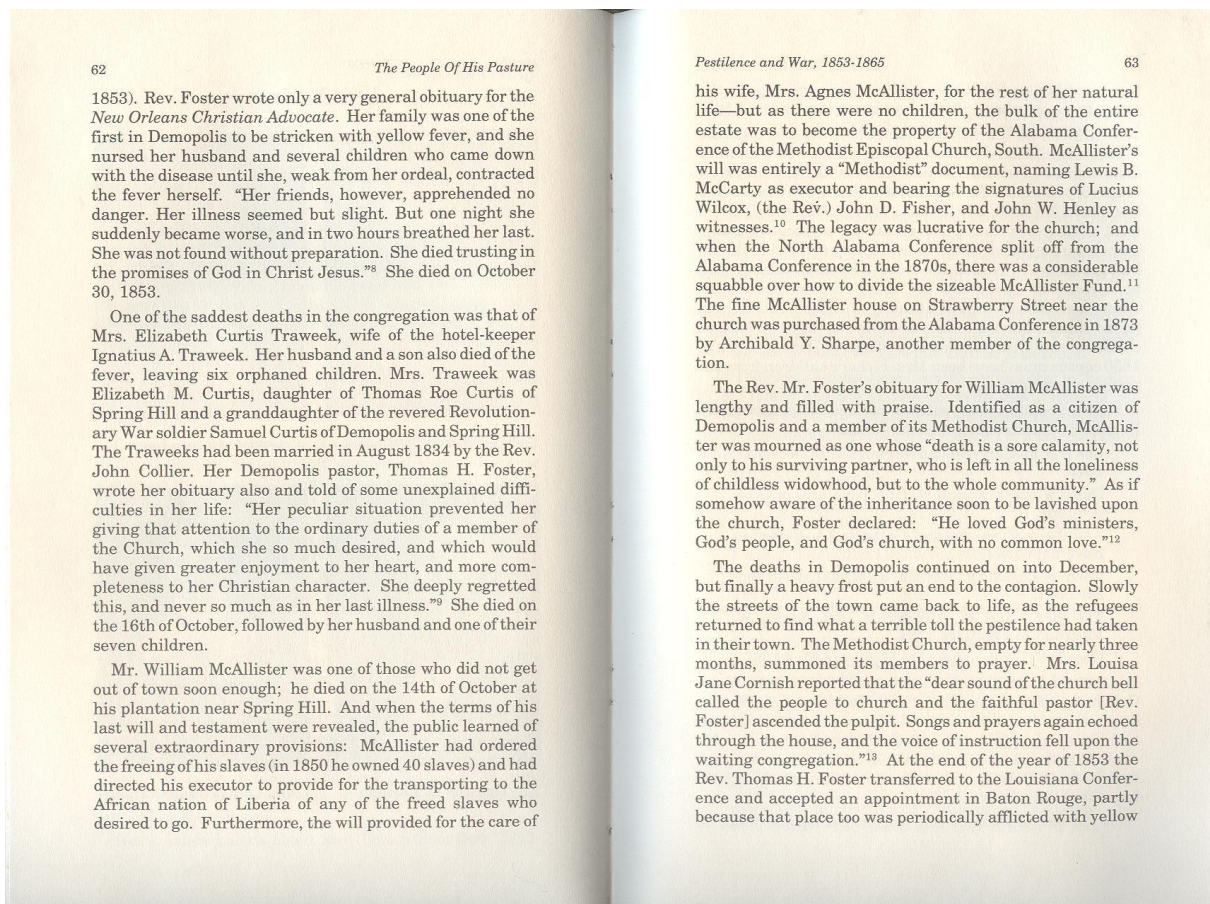 62
The People Of His Pasture
1853). Rev. Foster wrote only a very general obituary for the
New Orleans Christian Advocate. Her family was one of the
first in Demopolis to be stricken with yellow fever, and she
nursed her husband and several children who came down
with the disease until she, weak from her ordeal, contracted
the fever herself. “Her friends, however, apprehended no
danger. Her illness seemed but slight. But one night she
suddenly became worse, and in two hours breathed her last.
She was not found without preparation. She died trusting in
the promises of God in Christ Jesus.”⁸ She died on October
30, 1853.
One of the saddest deaths in the congregation was that of
Mrs. Elizabeth Curtis Traweek, wife of the hotel-keeper
Ignatius A. Traweek. Her husband and a son also died of the
fever, leaving six orphaned children. Mrs. Traweek was
Elizabeth M. Curtis, daughter of Thomas Roe Curtis of
Spring Hill and a granddaughter of the revered Revolution-
ary War soldier Samuel Curtis of Demopolis and Spring Hill.
The Traweeks had been married in August 1834 by the Rev.
John Collier. Her Demopolis pastor, Thomas H. Foster,
wrote her obituary also and told of some unexplained diffi-
culties in her life: “Her peculiar situation prevented her
giving that attention to the ordinary duties of a member of
the Church, which she so much desired, and which would
have given greater enjoyment to her heart, and more com-
pleteness to her Christian character. She deeply regretted
this, and never so much as in her last illness.”⁹ She died on
the 16th of October, followed by her husband and one of their
seven children.
Mr. William McAllister was one of those who did not get
out of town soon enough; he died on the 14th of October at
his plantation near Spring Hill. And when the terms of his
last will and testament were revealed, the public learned of
several extraordinary provisions: McAllister had ordered
the freeing of his slaves (in 1850 he owned 40 slaves) and had
directed his executor to provide for the transporting to the
African nation of Liberia of any of the freed slaves who
desired to go. Furthermore, the will provided for the care of
Pestilence and War, 1853-1865
63
his wife, Mrs. Agnes McAllister, for the rest of her natural
life—but as there were no children, the bulk of the entire
estate was to become the property of the Alabama Confer-
ence of the Methodist Episcopal Church, South. McAllister’s
will was entirely a “Methodist” document, naming Lewis B.
McCarty as executor and bearing the signatures of Lucius
Wilcox, (the Rev.) John D. Fisher, and John W. Henley as
witnesses.¹⁰ The legacy was lucrative for the church; and
when the North Alabama Conference split off from the
Alabama Conference in the 1870s, there was a considerable
squabble over how to divide the sizeable McAllister Fund.¹¹
The fine McAllister house on Strawberry Street near the
church was purchased from the Alabama Conference in 1873
by Archibald Y. Sharpe, another member of the congrega-
tion.
The Rev. Mr. Foster’s obituary for William McAllister was
lengthy and filled with praise. Identified as a citizen of
Demopolis and a member of its Methodist Church, McAllis-
ter was mourned as one whose “death is a sore calamity, not
only to his surviving partner, who is left in all the loneliness
of childless widowhood, but to the whole community.” As if
somehow aware of the inheritance soon to be lavished upon
the church, Foster declared: “He loved God’s ministers,
God’s people, and God’s church, with no common love.”¹²
The deaths in Demopolis continued on into December,
but finally a heavy frost put an end to the contagion. Slowly
the streets of the town came back to life, as the refugees
returned to find what a terrible toll the pestilence had taken
in their town. The Methodist Church, empty for nearly three
months, summoned its members to prayer. Mrs. Louisa
Jane Cornish reported that the “dear sound of the church bell
called the people to church and the faithful pastor [Rev.
Foster] ascended the pulpit. Songs and prayers again echoed
through the house, and the voice of instruction fell upon the
waiting congregation.”¹³ At the end of the year of 1853 the
Rev. Thomas H. Foster transferred to the Louisiana Confer-
ence and accepted an appointment in Baton Rouge, partly
because that place too was periodically afflicted with yellow